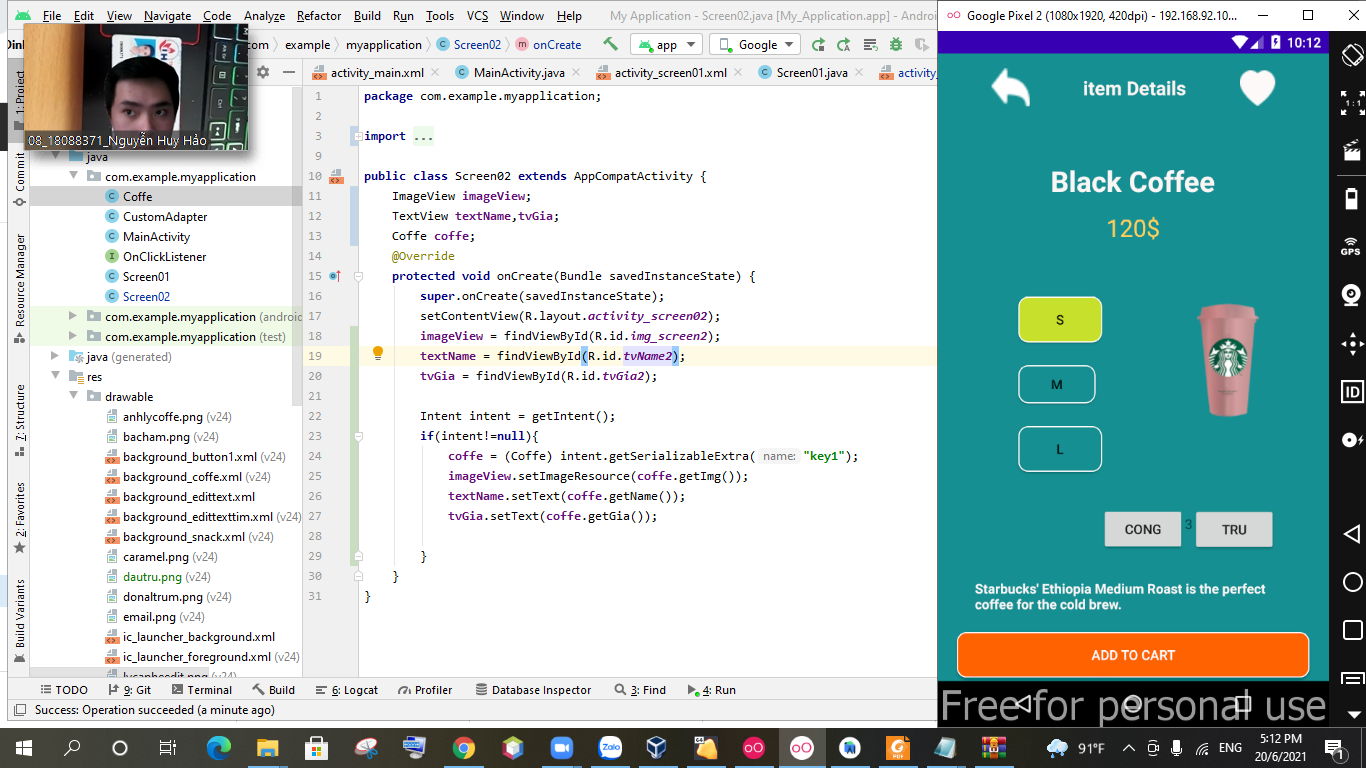 File Edit View Navigate Code Analyze Refactor Build Run Tools VCS Window Help My Application - Screen02.java [My_Application.app] - Androi
com example myapplication Screen02 onCreate app Google
activity_main.xml MainActivity.java activity_screen01.xml Screen01.java activity_
08_18088371_Nguyễn Huy Hảo
1: Project
Commit
Resource Manager
7: Structure
2: Favorites
Build Variants
java
com.example.myapplication
Coffe
CustomAdapter
MainActivity
OnClickListener
Screen01
Screen02
com.example.myapplication (androic
com.example.myapplication (test)
java (generated)
res
drawable
anhlycoffe.png (v24)
bacham.png (v24)
background_button1.xml (v24)
background_coffe.xml (v24)
background_edittext.xml
background_edittexttim.xml (v24)
background_snack.xml (v24)
caramel.png (v24)
dautru.png (v24)
donaltrum.png (v24)
email.png (v24)
ic_launcher_background.xml
ic_launcher_foreground.xml (v24)
1 package com.example.myapplication;
2
3 import ...
9
10 public class Screen02 extends AppCompatActivity {
11 ImageView imageView;
12 TextView textName,tvGia;
13 Coffe coffe;
14 @Override
15 protected void onCreate(Bundle savedInstanceState) {
16 super.onCreate(savedInstanceState);
17 setContentView(R.layout.activity_screen02);
18 imageView = findViewById(R.id.img_screen2);
19 textName = findViewById(R.id.tvName2);
20 tvGia = findViewById(R.id.tvGia2);
21
22 Intent intent = getIntent();
23 if(intent!=null){
24 coffe = (Coffe) intent.getSerializableExtra( name: "key1");
25 imageView.setImageResource(coffe.getImg());
26 textName.setText(coffe.getName());
27 tvGia.setText(coffe.getGia());
28
29 }
30 }
31 }
TODO 9: Git Terminal Build 6: Logcat Profiler Database Inspector 3: Find 4: Run
Success: Operation succeeded (a minute ago)
Google Pixel 2 (1080x1920, 420dpi) - 192.168.92.10...
10:12
item Details
Black Coffee
120$
S
M
L
CONG 3 TRU
Starbucks' Ethiopia Medium Roast is the perfect
coffee for the cold brew.
ADD TO CART
Free for personal use
1:1
GPS
ID
Zalo
64
PDF
91°F ENG 5:12 PM
20/6/2021
1